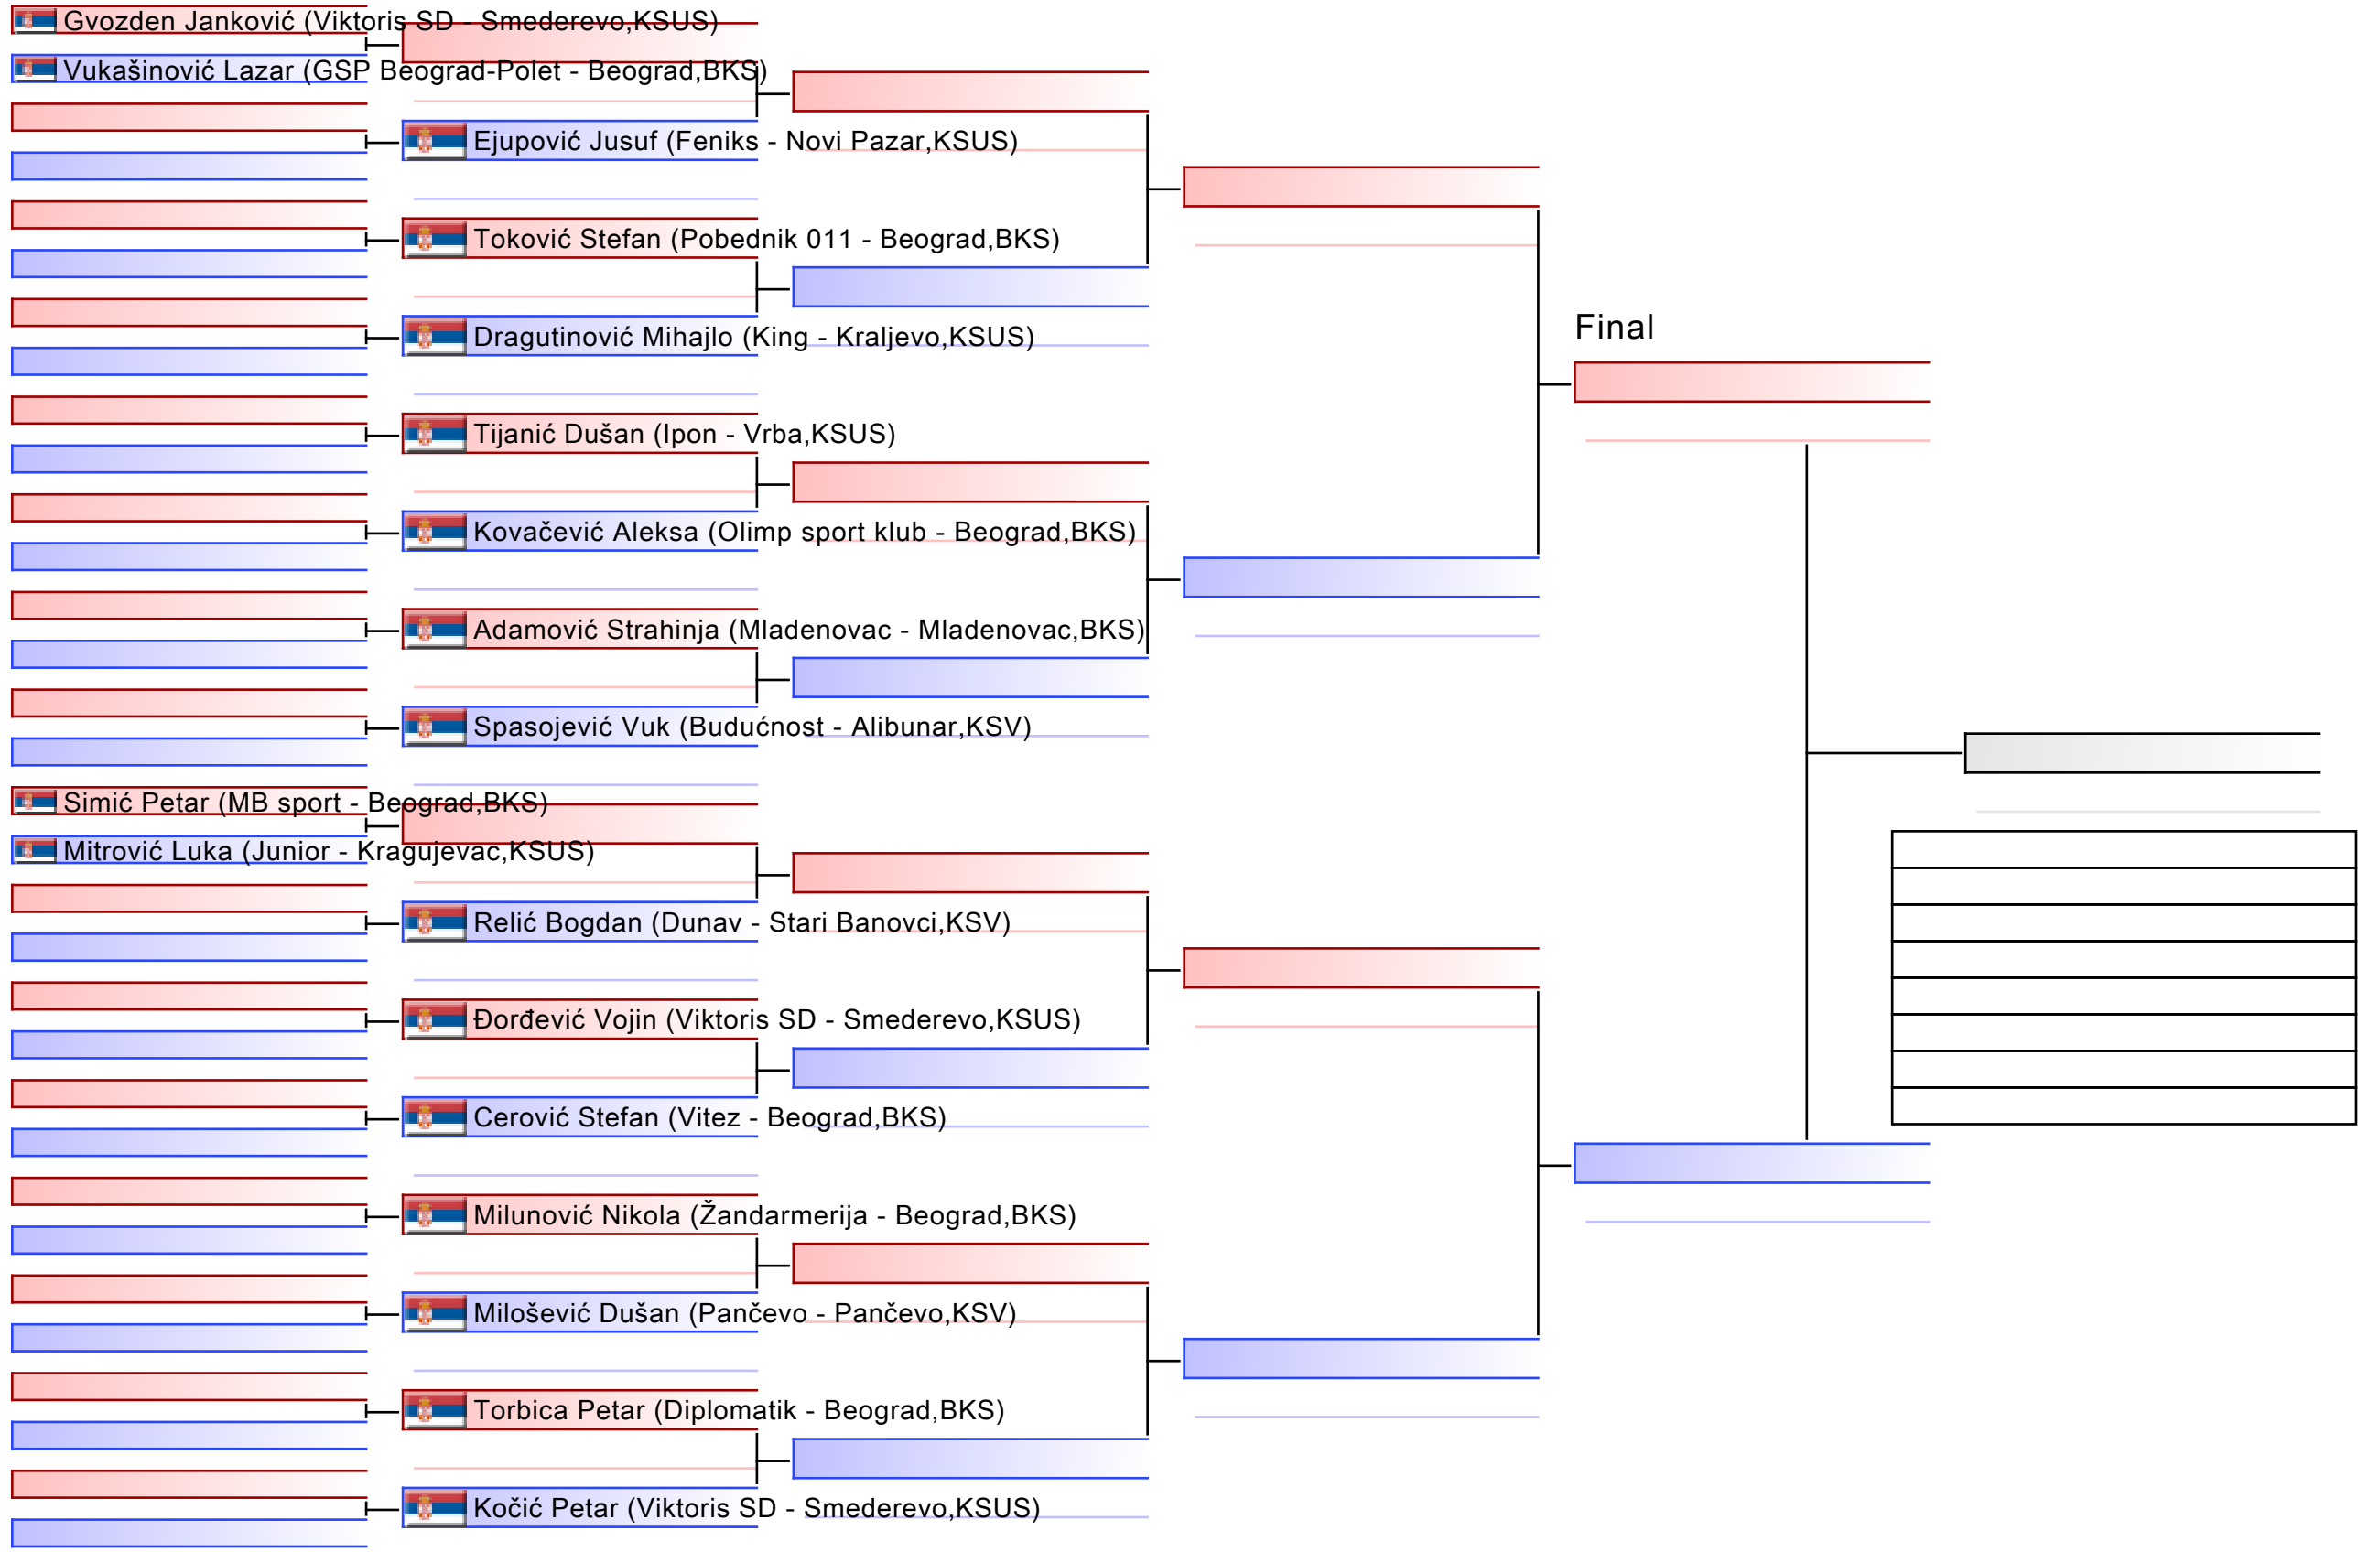 Gvozden Janković (Viktoris SD - Smederevo,KSUS)
Vukašinović Lazar (GSP Beograd-Polet - Beograd,BKS)
Ejupović Jusuf (Feniks - Novi Pazar,KSUS)
Toković Stefan (Pobednik 011 - Beograd,BKS)
Dragutinović Mihajlo (King - Kraljevo,KSUS)
Tijanić Dušan (Ipon - Vrba,KSUS)
Kovačević Aleksa (Olimp sport klub - Beograd,BKS)
Adamović Strahinja (Mladenovac - Mladenovac,BKS)
Spasojević Vuk (Budućnost - Alibunar,KSV)
Simić Petar (MB sport - Beograd,BKS)
Mitrović Luka (Junior - Kragujevac,KSUS)
Relić Bogdan (Dunav - Stari Banovci,KSV)
Đorđević Vojin (Viktoris SD - Smederevo,KSUS)
Cerović Stefan (Vitez - Beograd,BKS)
Milunović Nikola (Žandarmerija - Beograd,BKS)
Milošević Dušan (Pančevo - Pančevo,KSV)
Torbica Petar (Diplomatik - Beograd,BKS)
Kočić Petar (Viktoris SD - Smederevo,KSUS)
Final